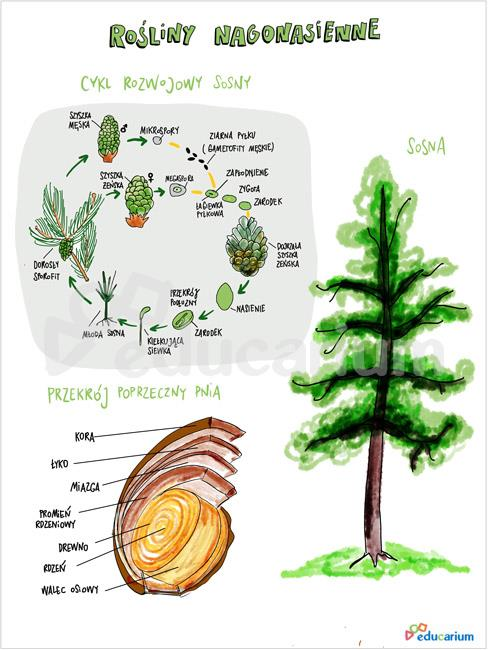 ROŚLINY NAGONASIENNE
CYKL ROZWOJOWY SOSNY
SZYSZKA
MĘSKA
MIKROSPORY
ZIARNA PYŁKU
(GAMETOFITY MĘSKIE)
SZYSZKA
ŻEŃSKA
MEGASPORA
ZAPŁODNIENIE
ZYGOTA
ŁAGIEWKA
PYŁKOWA
ZARODEK
DOJRZAŁA
SZYSZKA
ŻEŃSKA
DOROSŁY
SPOROFIT
PRZEKRÓJ
PODŁUŻNY
NASIENIE
MŁODA SOSNA
KIEŁKUJĄCA
SIEWKA
ZARODEK
SOSNA
educarium
PRZEKRÓJ POPRZECZNY PNIA
KORA
ŁYKO
MIAZGA
PROMIEŃ
RDZENIOWY
DREWNO
RDZEŃ
WALEC OSIOWY
educarium